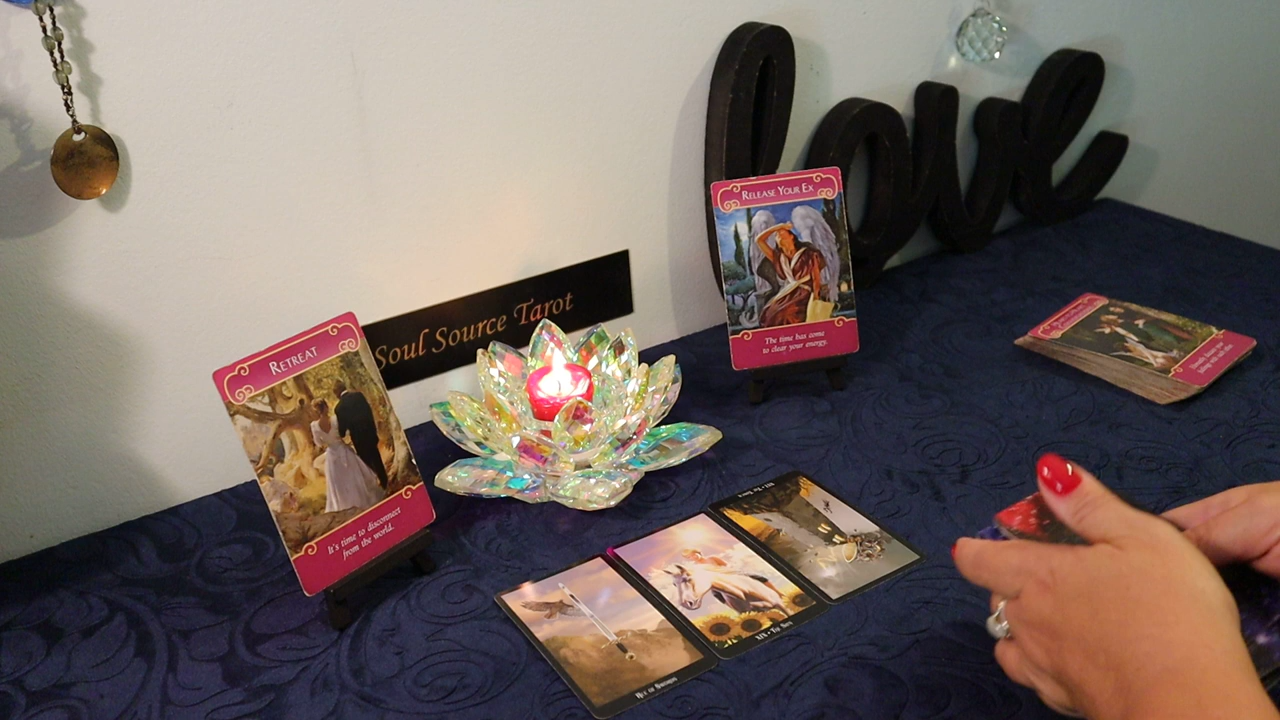 love
RELEASE YOUR EX
The time has come
to clear your energy.
Soul Source Tarot
RETREAT
It's time to disconnect
from the world.
ACE OF SWORDS
XIX • THE SUN